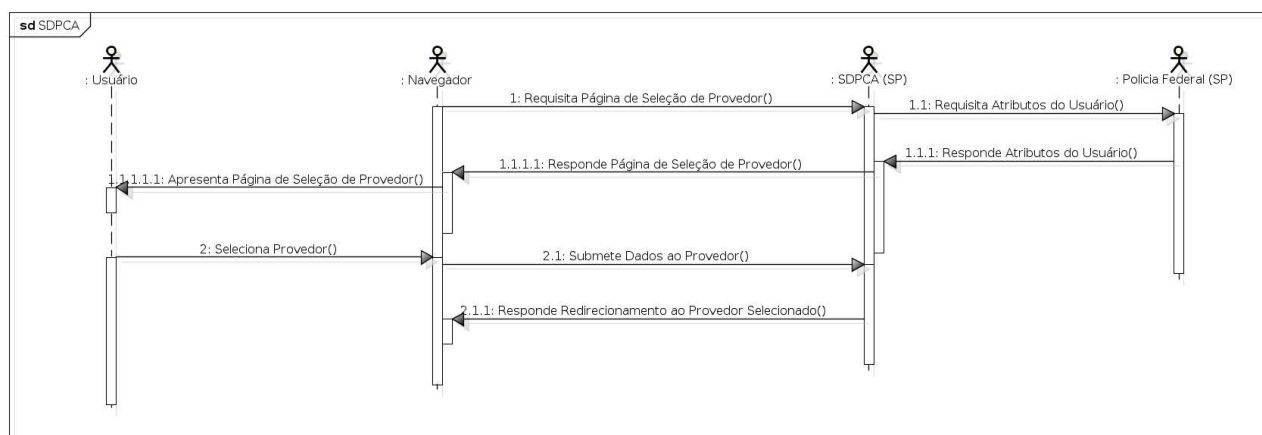 sd SDPCA
: Usuário
: Navegador
: SDPCA (SP)
: Policia Federal (SP)
1: Requisita Página de Seleção de Provedor()
1.1: Requisita Atributos do Usuário()
1.1.1: Responde Atributos do Usuário()
1.1.1.1: Responde Página de Seleção de Provedor()
1.1.1.1.1: Apresenta Página de Seleção de Provedor()
2: Seleciona Provedor()
2.1: Submete Dados ao Provedor()
2.1.1: Responde Redirecionamento ao Provedor Selecionado()